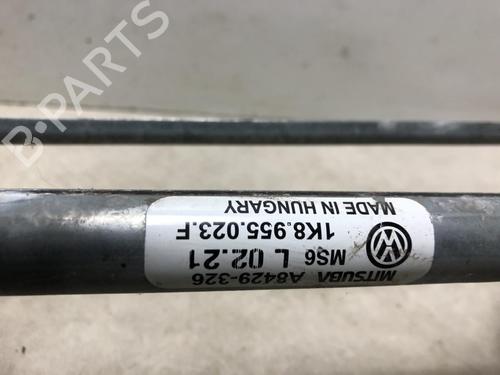 MITSUBA A8429-326
MS6 L 02.21
1K8.955.023.F
MADE IN HUNGARY
B-PARTS